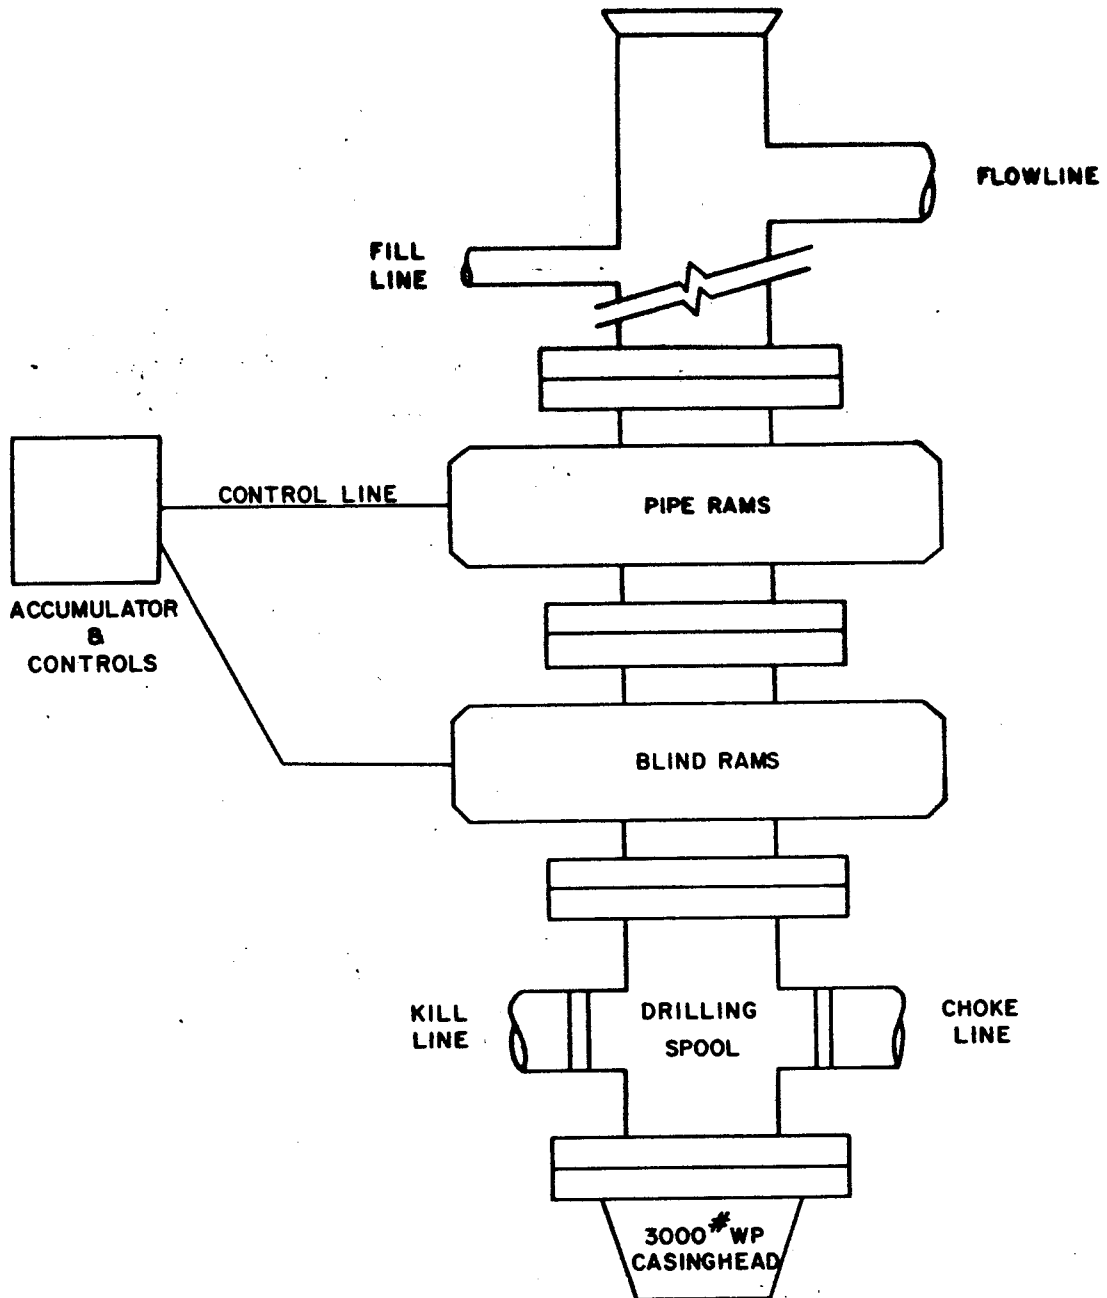 FLOWLINE
FILL
LINE
CONTROL LINE
PIPE RAMS
ACCUMULATOR
&
CONTROLS
BLIND RAMS
KILL
LINE
DRILLING
SPOOL
CHOKE
LINE
3000# WP
CASINGHEAD